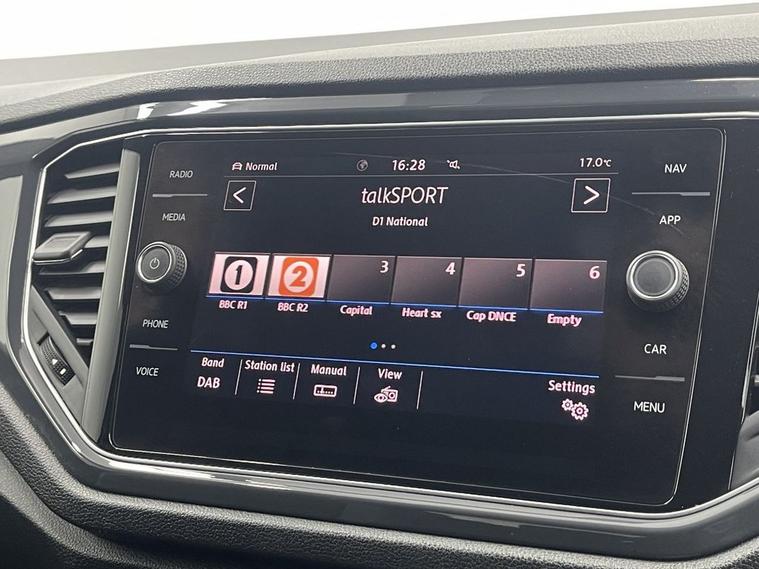 RADIO
MEDIA
PHONE
VOICE
Normal
16:28
17.0°C
<
talkSPORT
>
D1 National
1
2
3
4
5
6
BBC R1
BBC R2
Capital
Heart sx
Cap DNCE
Empty
Band
DAB
Station list
Manual
View
Settings
NAV
APP
CAR
MENU